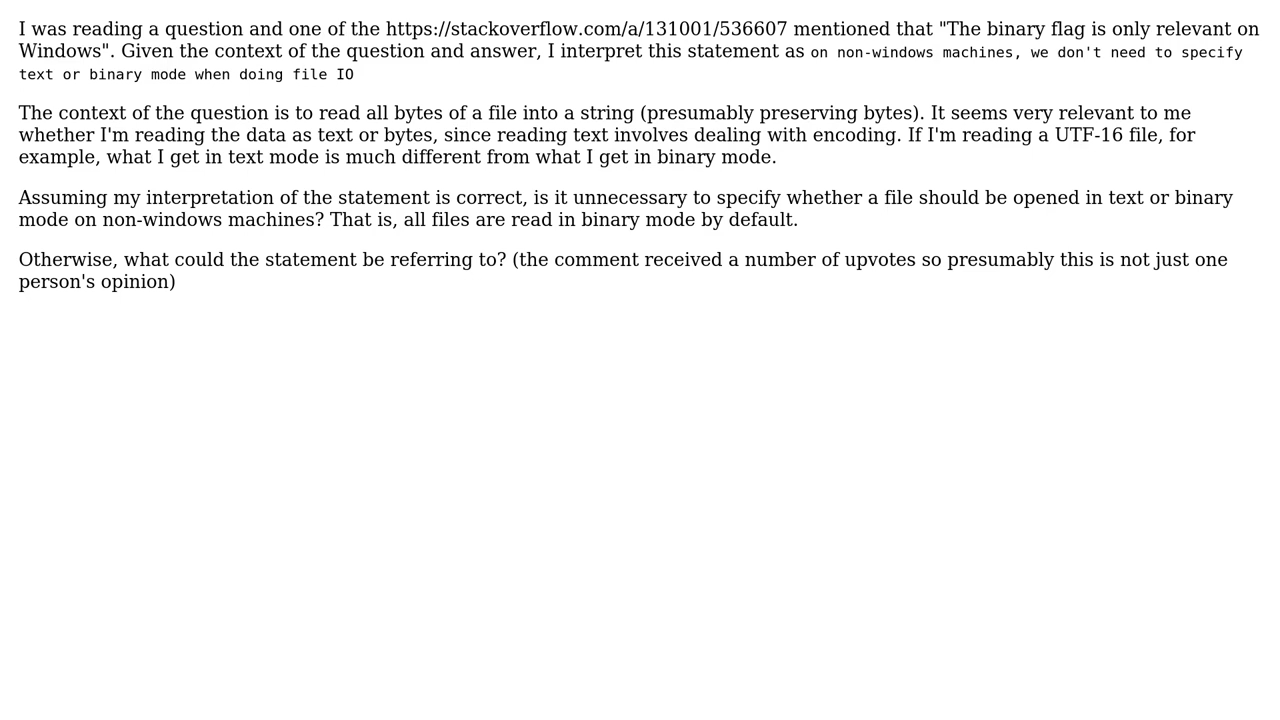 I was reading a question and one of the https://stackoverflow.com/a/131001/536607 mentioned that "The binary flag is only relevant on
Windows". Given the context of the question and answer, I interpret this statement as on non-windows machines, we don't need to specify
text or binary mode when doing file IO
The context of the question is to read all bytes of a file into a string (presumably preserving bytes). It seems very relevant to me
whether I'm reading the data as text or bytes, since reading text involves dealing with encoding. If I'm reading a UTF-16 file, for
example, what I get in text mode is much different from what I get in binary mode.
Assuming my interpretation of the statement is correct, is it unnecessary to specify whether a file should be opened in text or binary
mode on non-windows machines? That is, all files are read in binary mode by default.
Otherwise, what could the statement be referring to? (the comment received a number of upvotes so presumably this is not just one
person's opinion)